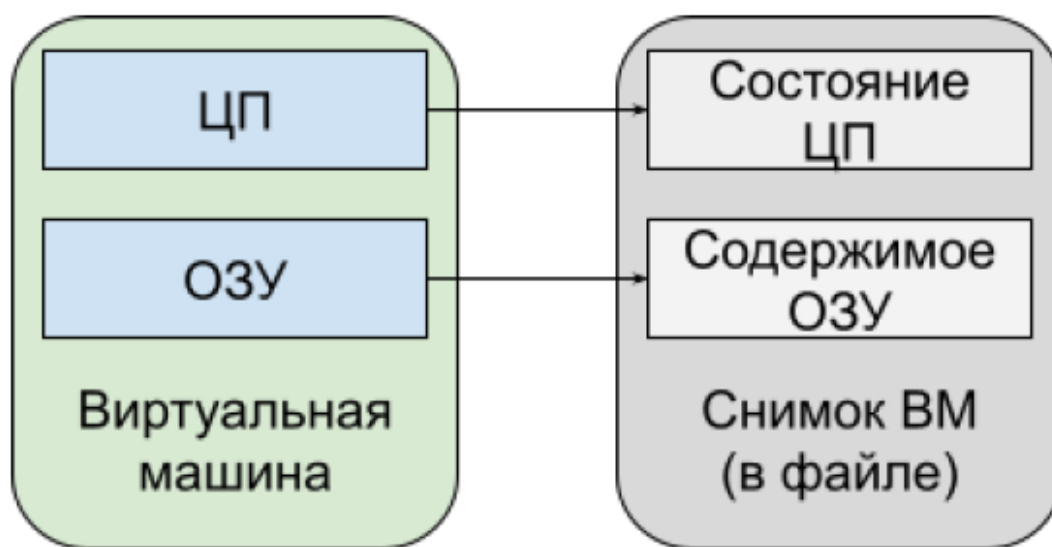 ЦП
Состояние
ЦП
ОЗУ
Содержимое
ОЗУ
Виртуальная
машина
Снимок ВМ
(в файле)